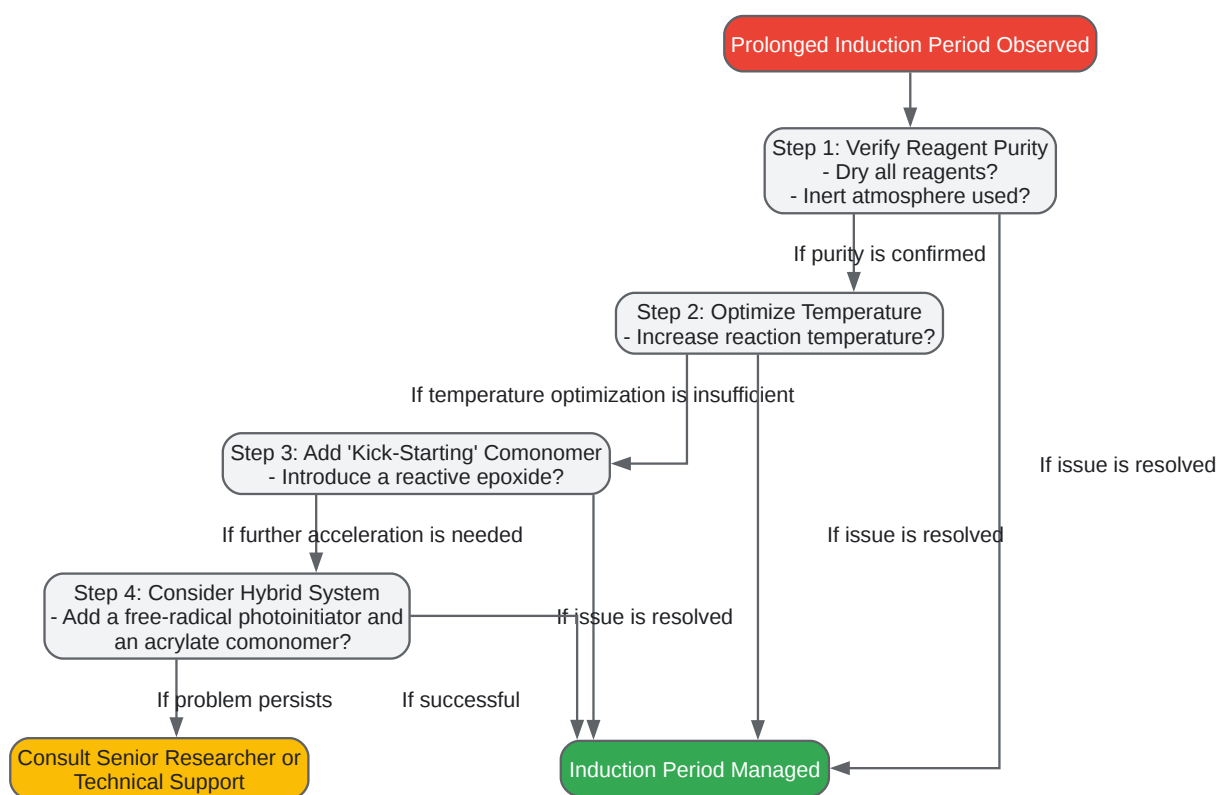 Prolonged Induction Period Observed
Step 1: Verify Reagent Purity
- Dry all reagents?
- Inert atmosphere used?
If purity is confirmed
Step 2: Optimize Temperature
- Increase reaction temperature?
If temperature optimization is insufficient
Step 3: Add 'Kick-Starting' Comonomer
- Introduce a reactive epoxide?
If issue is resolved
If further acceleration is needed
If issue is resolved
Step 4: Consider Hybrid System
- Add a free-radical photoinitiator and
an acrylate comonomer?
If issue is resolved
If problem persists
If successful
Consult Senior Researcher or
Technical Support
Induction Period Managed